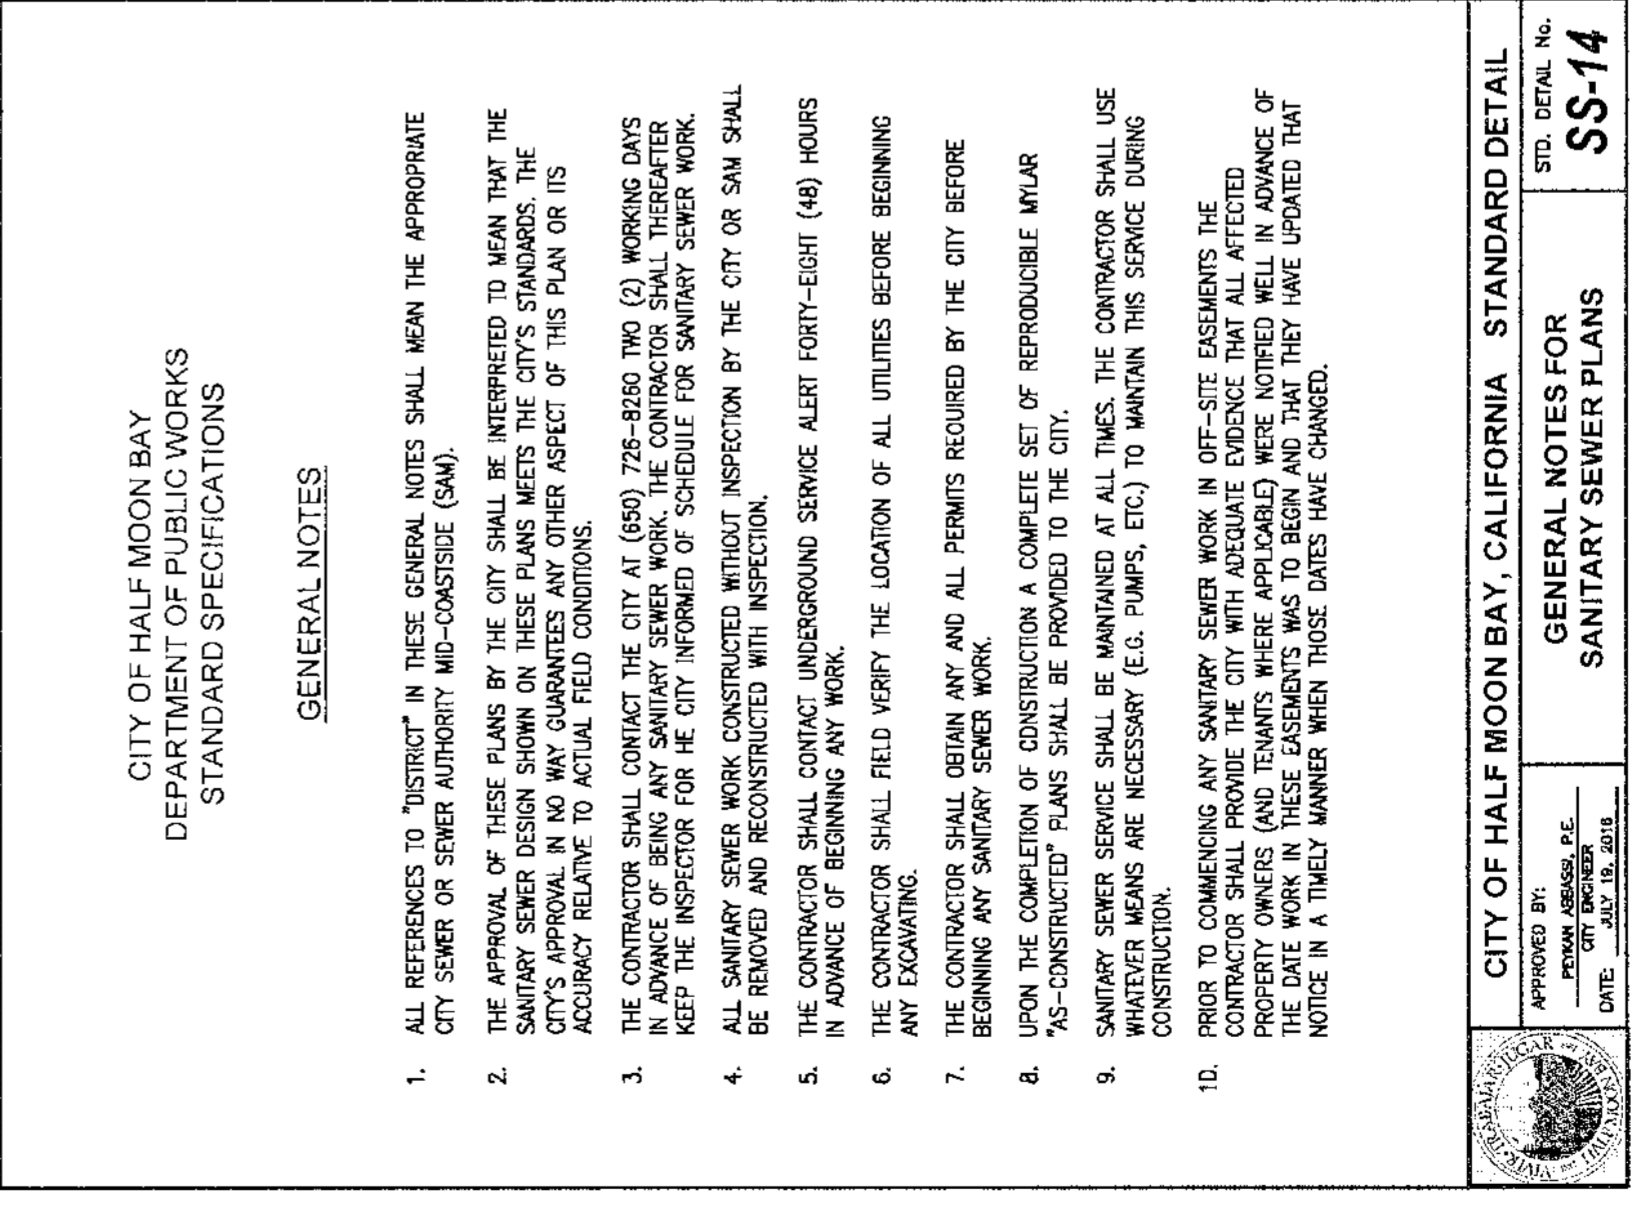 CITY OF HALF MOON BAY
DEPARTMENT OF PUBLIC WORKS
STANDARD SPECIFICATIONS
GENERAL NOTES
1. ALL REFERENCES TO "DISTRICT" IN THESE GENERAL NOTES SHALL MEAN THE APPROPRIATE
CITY SEWER OR SEWER AUTHORITY MID-COASTSIDE (SAM).
2. THE APPROVAL OF THESE PLANS BY THE CITY SHALL BE INTERPRETED TO MEAN THAT THE
SANITARY SEWER DESIGN SHOWN ON THESE PLANS MEETS THE CITY'S STANDARDS. THE
CITY'S APPROVAL IN NO WAY GUARANTEES ANY OTHER ASPECT OF THIS PLAN OR ITS
ACCURACY RELATIVE TO ACTUAL FIELD CONDITIONS.
3. THE CONTRACTOR SHALL CONTACT THE CITY AT (650) 726-8260 TWO (2) WORKING DAYS
IN ADVANCE OF BEING ANY SANITARY SEWER WORK. THE CONTRACTOR SHALL THEREAFTER
KEEP THE INSPECTOR FOR HE CITY INFORMED OF SCHEDULE FOR SANITARY SEWER WORK.
4. ALL SANITARY SEWER WORK CONSTRUCTED WITHOUT INSPECTION BY THE CITY OR SAM SHALL
BE REMOVED AND RECONSTRUCTED WITH INSPECTION.
5. THE CONTRACTOR SHALL CONTACT UNDERGROUND SERVICE ALERT FORTY-EIGHT (48) HOURS
IN ADVANCE OF BEGINNING ANY WORK.
6. THE CONTRACTOR SHALL FIELD VERIFY THE LOCATION OF ALL UTILITIES BEFORE BEGINNING
ANY EXCAVATING.
7. THE CONTRACTOR SHALL OBTAIN ANY AND ALL PERMITS REQUIRED BY THE CITY BEFORE
BEGINNING ANY SANITARY SEWER WORK.
8. UPON THE COMPLETION OF CONSTRUCTION A COMPLETE SET OF REPRODUCIBLE MYLAR
"AS-CONSTRUCTED" PLANS SHALL BE PROVIDED TO THE CITY.
9. SANITARY SEWER SERVICE SHALL BE MAINTAINED AT ALL TIMES. THE CONTRACTOR SHALL USE
WHATEVER MEANS ARE NECESSARY (E.G. PUMPS, ETC.) TO MAINTAIN THIS SERVICE DURING
CONSTRUCTION.
10. PRIOR TO COMMENCING ANY SANITARY SEWER WORK IN OFF-SITE EASEMENTS THE
CONTRACTOR SHALL PROVIDE THE CITY WITH ADEQUATE EVIDENCE THAT ALL AFFECTED
PROPERTY OWNERS (AND TENANTS WHERE APPLICABLE) WERE NOTIFIED WELL IN ADVANCE OF
THE DATE WORK IN THESE EASEMENTS WAS TO BEGIN AND THAT THEY HAVE UPDATED THAT
NOTICE IN A TIMELY MANNER WHEN THOSE DATES HAVE CHANGED.
VIVIR·TRABAJAR·JUGAR
CITY OF HALF MOON BAY, CALIFORNIA STANDARD DETAIL
APPROVED BY:
PEYKAN ABBASSI, P.E.
CITY ENGINEER
DATE: JULY 19, 2016
GENERAL NOTES FOR
SANITARY SEWER PLANS
STD. DETAIL No.
SS-14